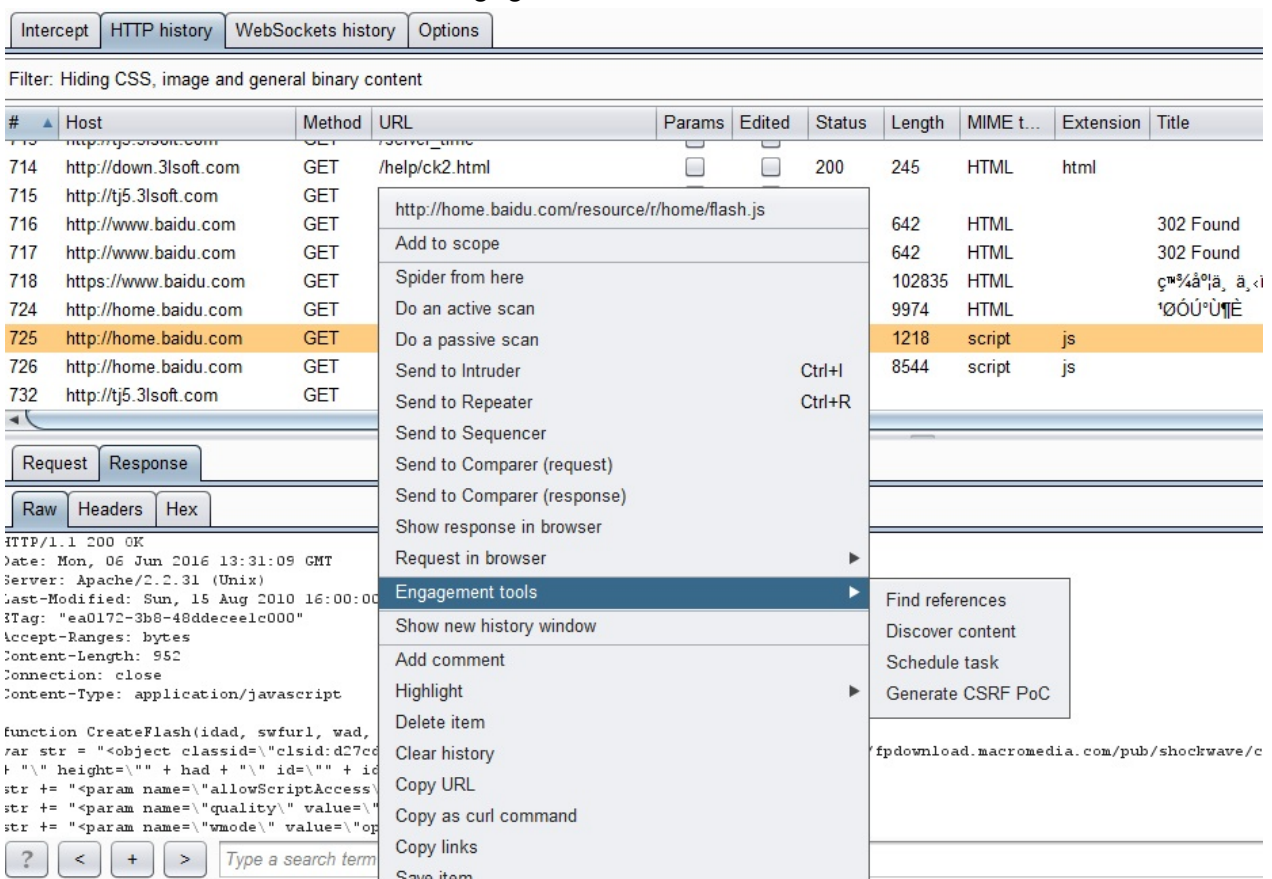 Intercept HTTP history WebSockets history Options
Filter: Hiding CSS, image and general binary content
# Host Method URL Params Edited Status Length MIME t... Extension Title
714 http://down.3lsoft.com GET /help/ck2.html 200 245 HTML html
715 http://tj5.3lsoft.com GET
716 http://www.baidu.com GET 642 HTML 302 Found
717 http://www.baidu.com GET 642 HTML 302 Found
718 https://www.baidu.com GET 102835 HTML
724 http://home.baidu.com GET 9974 HTML ¹ØÓÚ°Ù¶È
725 http://home.baidu.com GET 1218 script js
726 http://home.baidu.com GET 8544 script js
732 http://tj5.3lsoft.com GET
http://home.baidu.com/resource/r/home/flash.js
Add to scope
Spider from here
Do an active scan
Do a passive scan
Send to Intruder Ctrl+I
Send to Repeater Ctrl+R
Send to Sequencer
Send to Comparer (request)
Send to Comparer (response)
Show response in browser
Request in browser
Engagement tools
Show new history window
Add comment
Highlight
Delete item
Clear history
Copy URL
Copy as curl command
Copy links
Save item
Find references
Discover content
Schedule task
Generate CSRF PoC
Request Response
Raw Headers Hex
HTTP/1.1 200 OK
Date: Mon, 06 Jun 2016 13:31:09 GMT
Server: Apache/2.2.31 (Unix)
Last-Modified: Sun, 15 Aug 2010 16:00:00
ETag: "ea0172-3b8-48ddecee1c000"
Accept-Ranges: bytes
Content-Length: 952
Connection: close
Content-Type: application/javascript
function CreateFlash(idad, swfurl, wad,
var str = "<object classid=\"clsid:d27cd /fpdownload.macromedia.com/pub/shockwave/c
+ "\" height=\"" + had + "\" id=\"" + id
str += "<param name=\"allowScriptAccess\
str += "<param name=\"quality\" value=\"
str += "<param name=\"wmode\" value=\"op
? < + > Type a search term